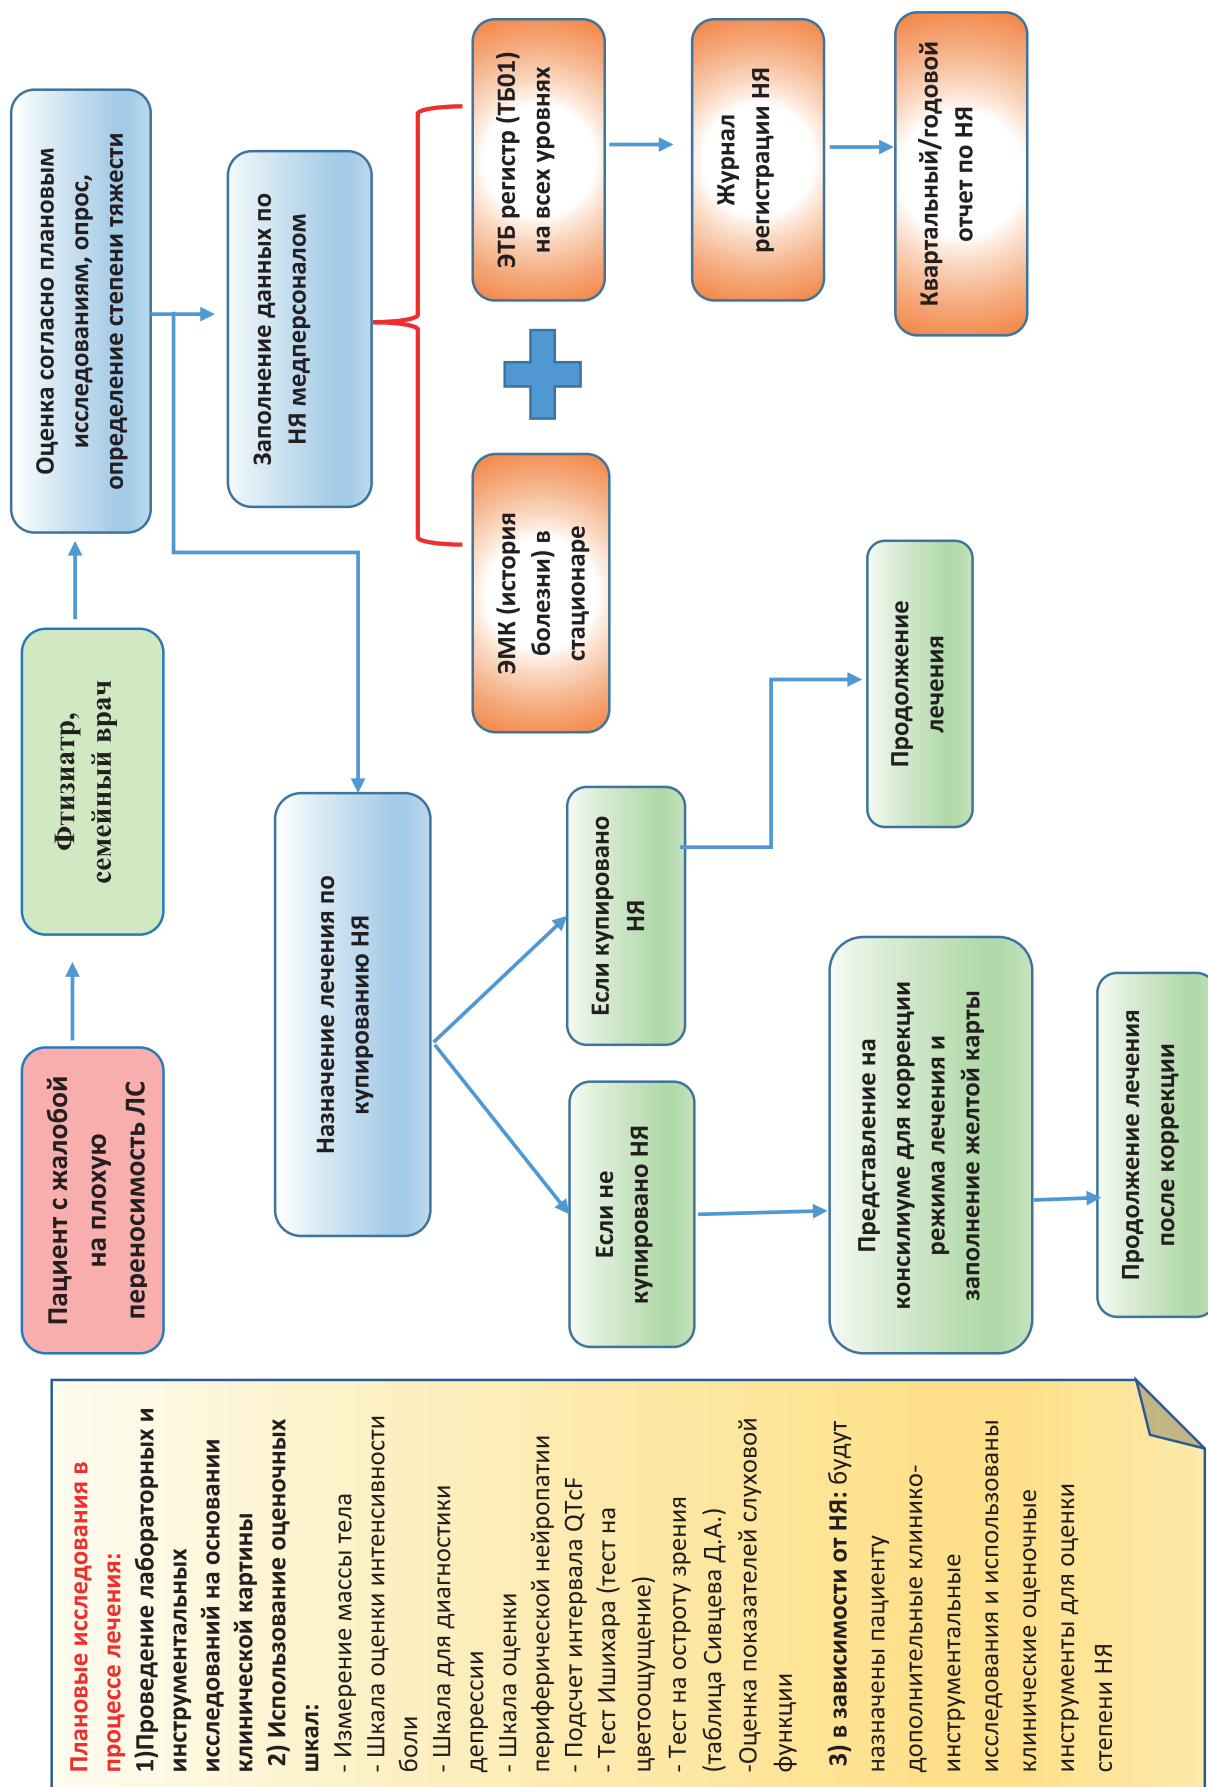 Плановые исследования в
процессе лечения:
1)Проведение лабораторных и
инструментальных
исследований на основании
клинической картины
2) Использование оценочных
шкал:
- Измерение массы тела
- Шкала оценки интенсивности
боли
- Шкала для диагностики
депрессии
- Шкала оценки
периферической нейропатии
- Подсчет интервала QTcF
- Тест Ишихара (тест на
цветоощущение)
- Тест на остроту зрения
(таблица Сивцева Д.А.)
-Оценка показателей слуховой
функции
3) в зависимости от НЯ: будут
назначены пациенту
дополнительные клинико-
инструментальные
исследования и использованы
клинические оценочные
инструменты для оценки
степени НЯ
Пациент с жалобой
на плохую
переносимость ЛС
Фтизиатр,
семейный врач
Оценка согласно плановым
исследованиям, опрос,
определение степени тяжести
Заполнение данных по
НЯ медперсоналом
Назначение лечения по
купированию НЯ
ЭМК (история
болезни) в
стационаре
ЭТБ регистр (ТБ01)
на всех уровнях
Журнал
регистрации НЯ
Квартальный/годовой
отчет по НЯ
Если не
купировано НЯ
Если купировано
НЯ
Продолжение
лечения
Представление на
консилиуме для коррекции
режима лечения и
заполнение желтой карты
Продолжение лечения
после коррекции